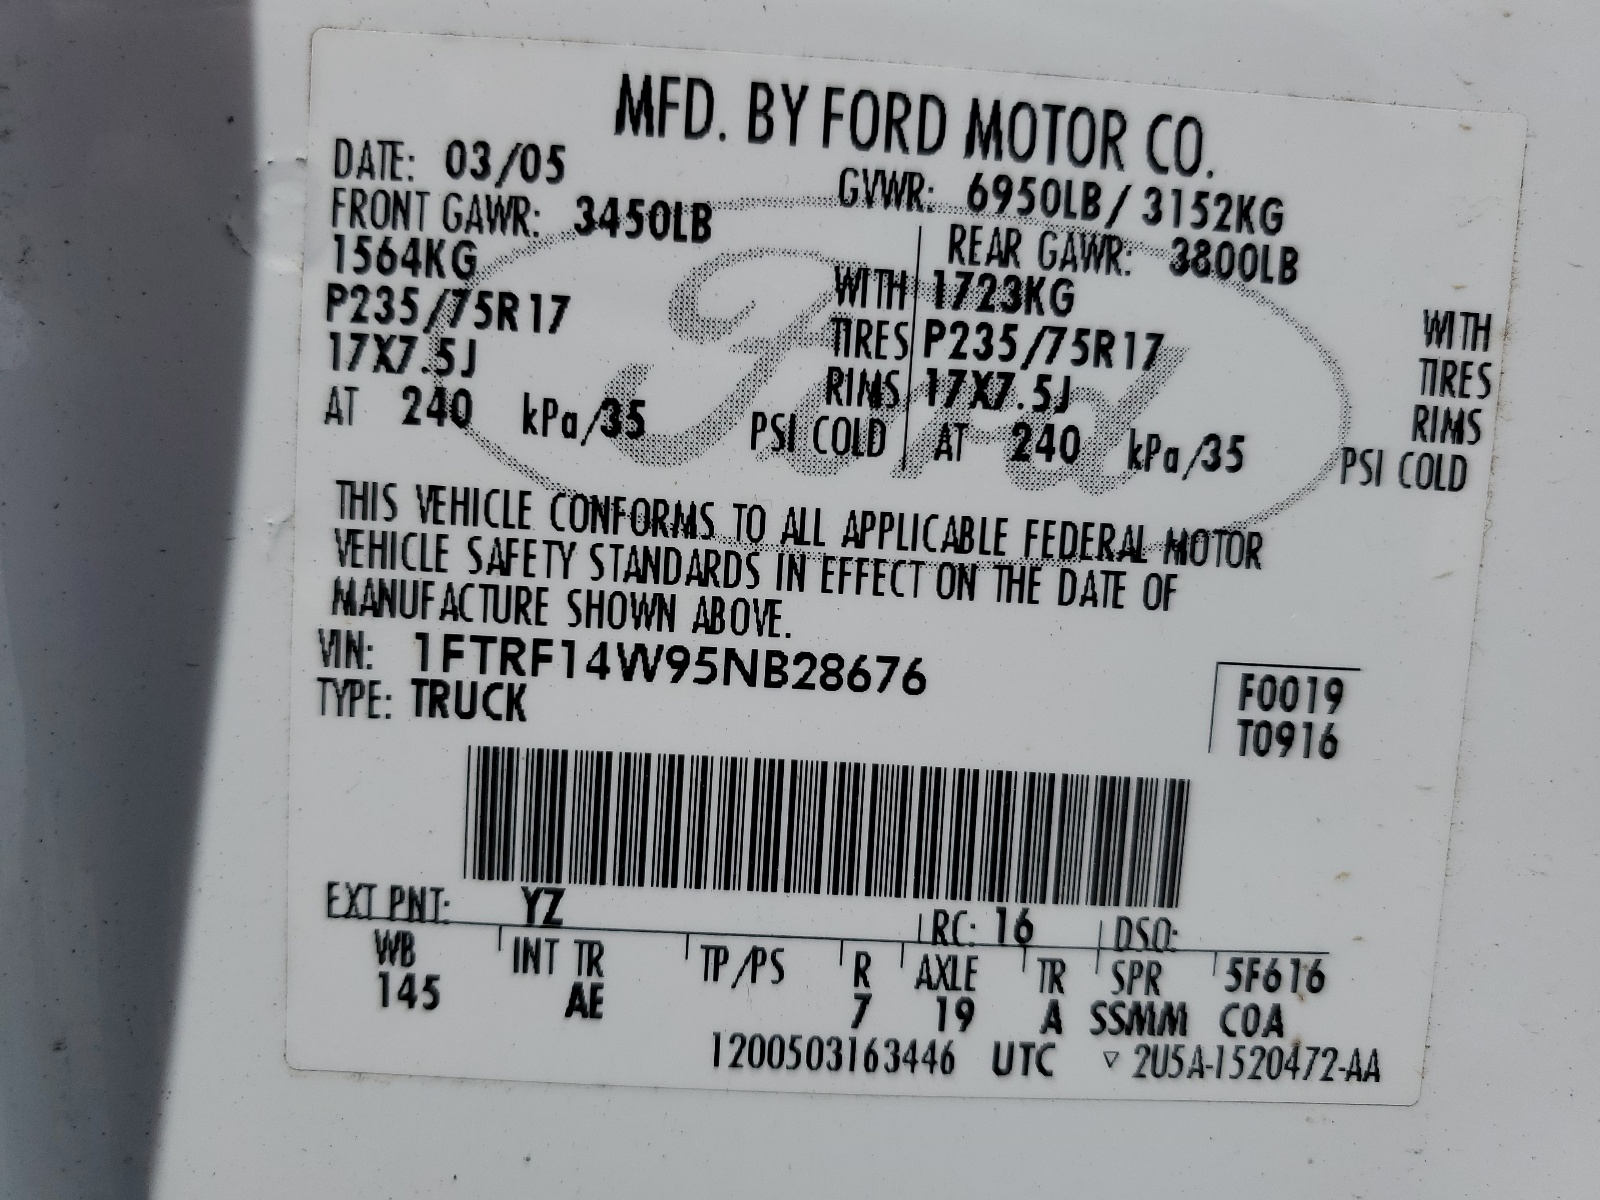 MFD. BY FORD MOTOR CO.
DATE: 03/05 GVWR: 6950LB / 3152KG
FRONT GAWR: 3450LB REAR GAWR: 3800LB
1564KG WITH 1723KG WITH
P235/75R17 TIRES P235/75R17 TIRES
17X7.5J RIMS 17X7.5J RIMS
AT 240 kPa/35 PSI COLD AT 240 kPa/35 PSI COLD
Ford
THIS VEHICLE CONFORMS TO ALL APPLICABLE FEDERAL MOTOR
VEHICLE SAFETY STANDARDS IN EFFECT ON THE DATE OF
MANUFACTURE SHOWN ABOVE.
VIN: 1FTRF14W95NB28676
TYPE: TRUCK
F0019
T0916
EXT PNT: YZ RC: 16 DSO:
WB INT TR TP/PS R AXLE TR SPR 5F616
145 AE 7 19 A SSMM COA
1200503163446 UTC ▽ 2U5A-1520472-AA